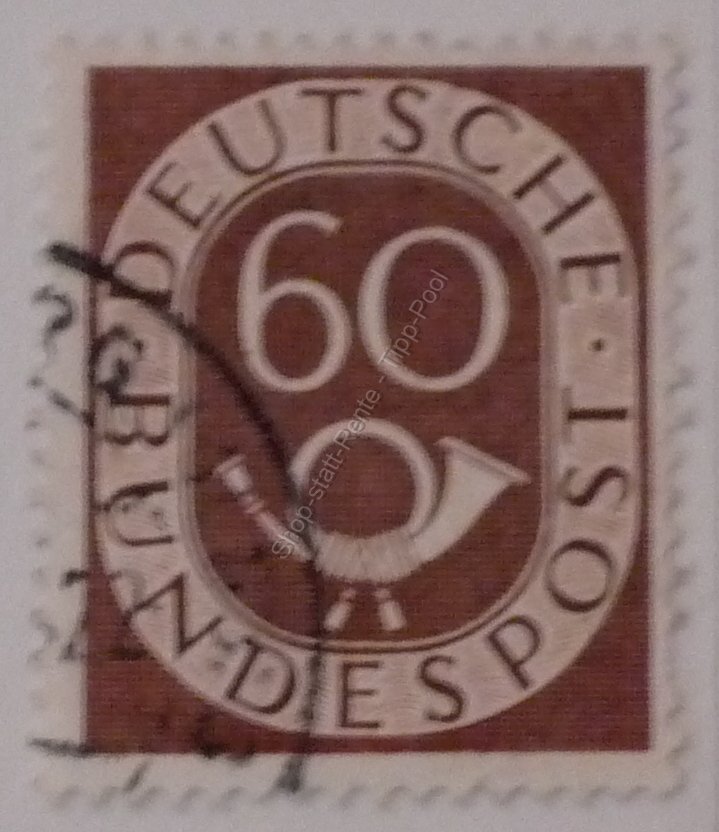 DEUTSCHE · BUNDESPOST
60
Shop-statt-Rente - Tipp-Pool